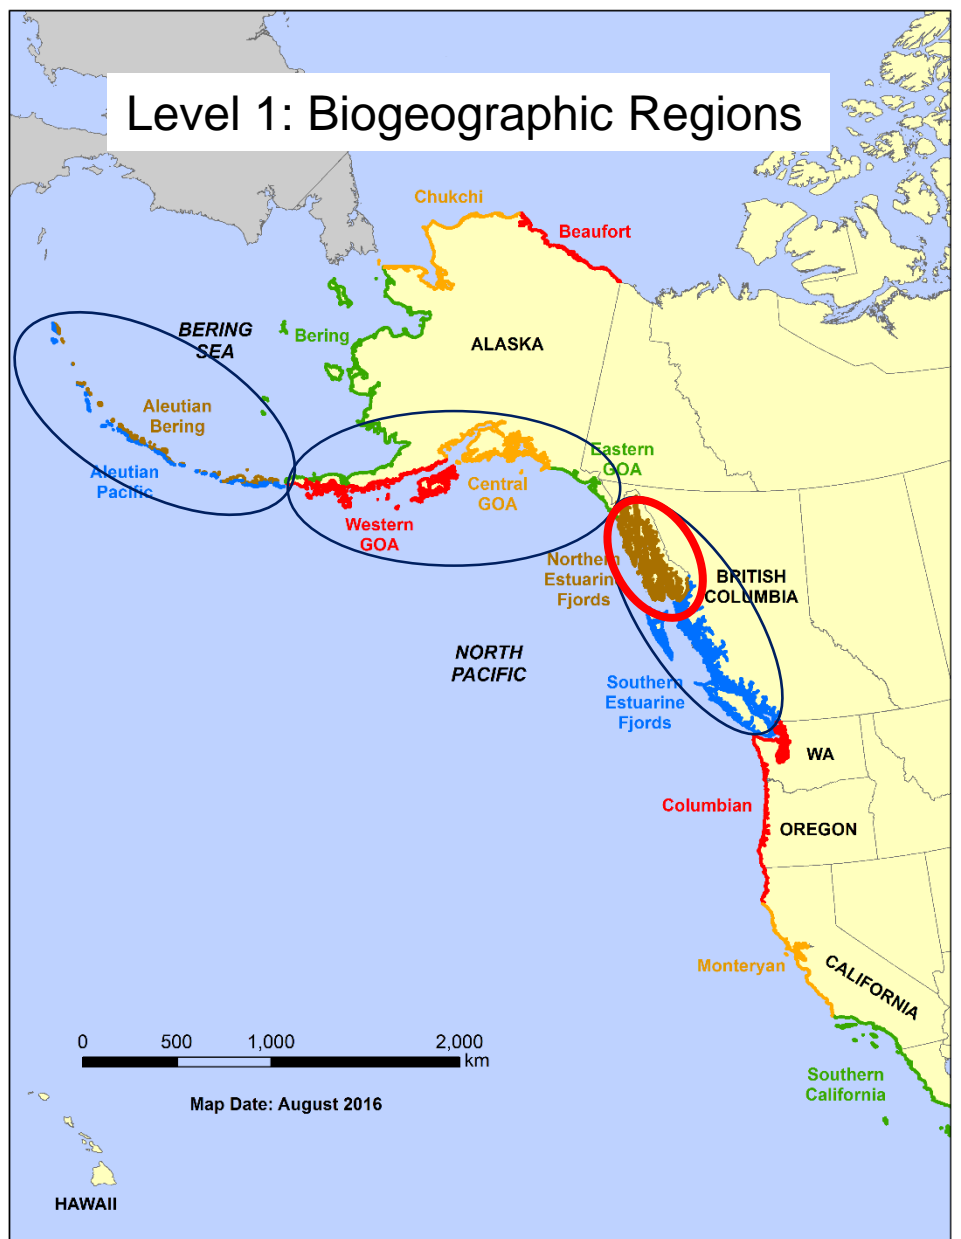 Level 1: Biogeographic Regions
Chukchi
Beaufort
BERING
SEA
Bering
ALASKA
Aleutian
Bering
Aleutian
Pacific
Eastern
GOA
Central
GOA
Western
GOA
Northern
Estuarine
Fjords
BRITISH
COLUMBIA
NORTH
PACIFIC
Southern
Estuarine
Fjords
WA
Columbian
OREGON
Monteryan
CALIFORNIA
0 500 1,000 2,000
km
Southern
California
Map Date: August 2016
HAWAII